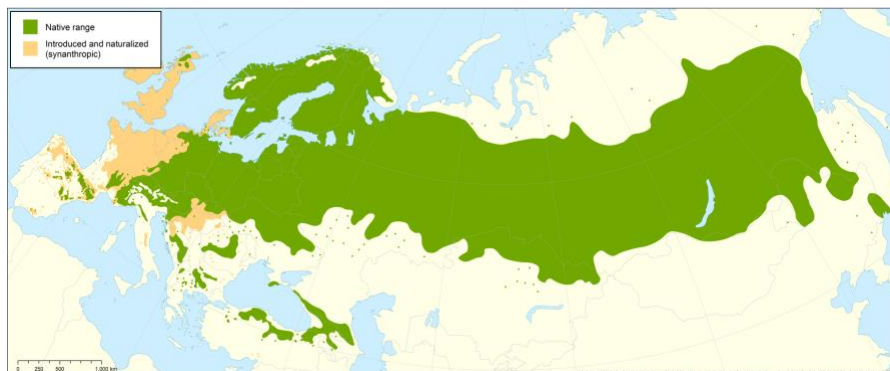 Native range
Introduced and naturalized
(synanthropic)
0 250 500 1,000 km